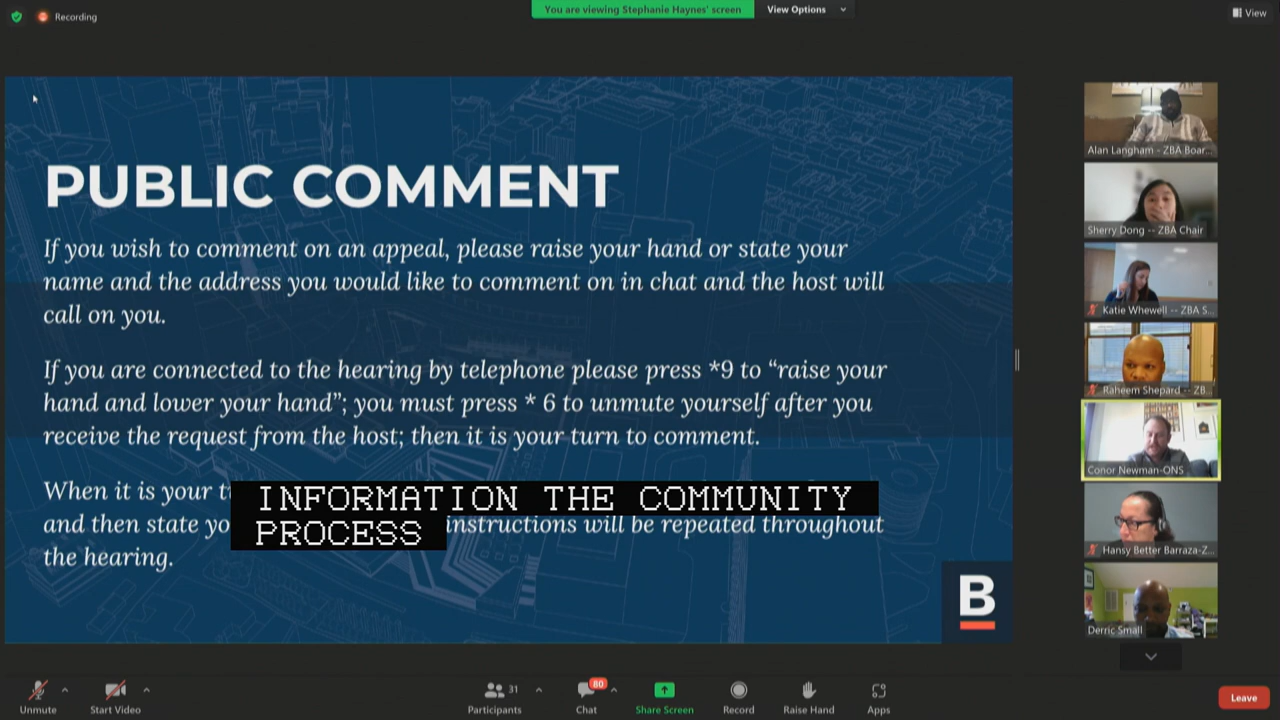 Recording
You are viewing Stephanie Haynes' screen
View Options
View
PUBLIC COMMENT
If you wish to comment on an appeal, please raise your hand or state your
name and the address you would like to comment on in chat and the host will
call on you.
If you are connected to the hearing by telephone please press *9 to “raise your
hand and lower your hand”; you must press * 6 to unmute yourself after you
receive the request from the host; then it is your turn to comment.
When it is your
and then state instructions will be repeated throughout
the hearing.
INFORMATION THE COMMUNITY
PROCESS
B
Alan Langham - ZBA Boar...
Sherry Dong -- ZBA Chair
Katie Whewell -- ZBA S...
Raheem Shepard -- ZB...
Conor Newman-ONS
Hansy Better Barraza-Z...
Derric Small
Unmute
Start Video
Participants
31
Chat
80
Share Screen
Record
Raise Hand
Apps
Leave